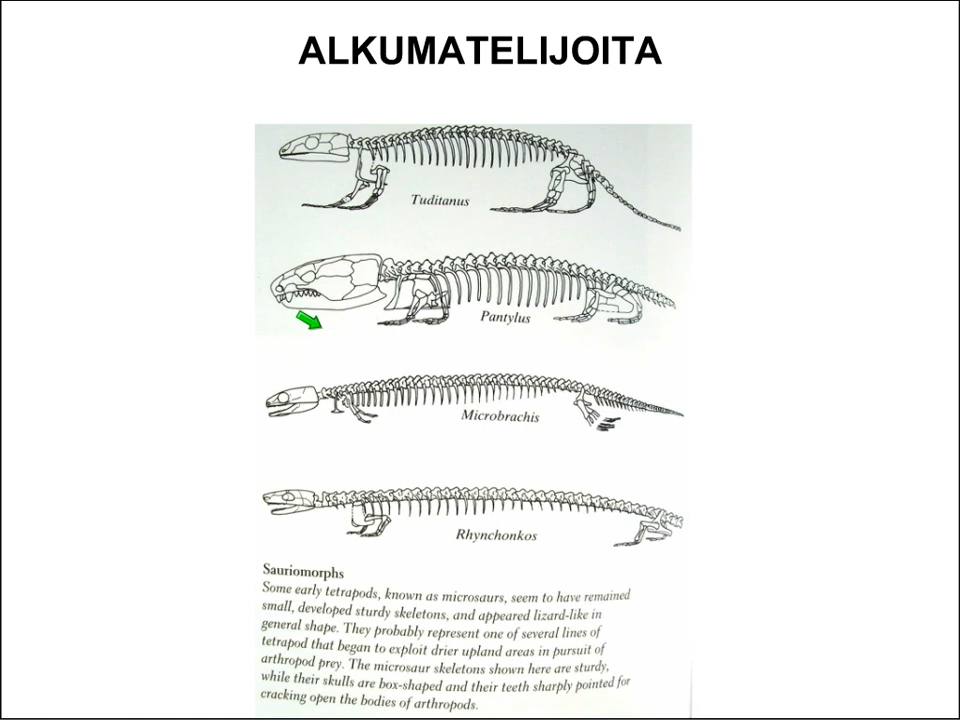 ALKUMATELIJOITA
Tuditanus
Pantylus
Microbrachis
Rhynchonkos
Sauriomorphs
Some early tetrapods, known as microsaurs, seem to have remained
small, developed sturdy skeletons, and appeared lizard-like in
general shape. They probably represent one of several lines of
tetrapod that began to exploit drier upland areas in pursuit of
arthropod prey. The microsaur skeletons shown here are sturdy,
while their skulls are box-shaped and their teeth sharply pointed for
cracking open the bodies of arthropods.